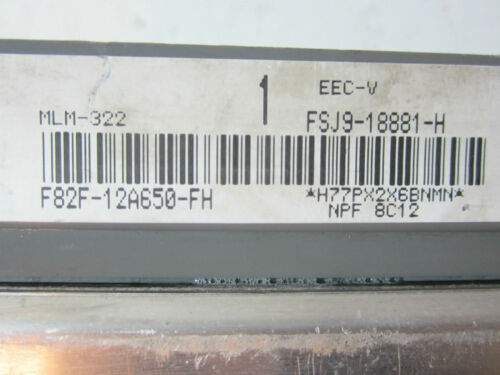 1
EEC-V
MLM-322
FSJ9-18881-H
F82F-12A650-FH
*H77PX2X6BNMN*
NPF 8C12